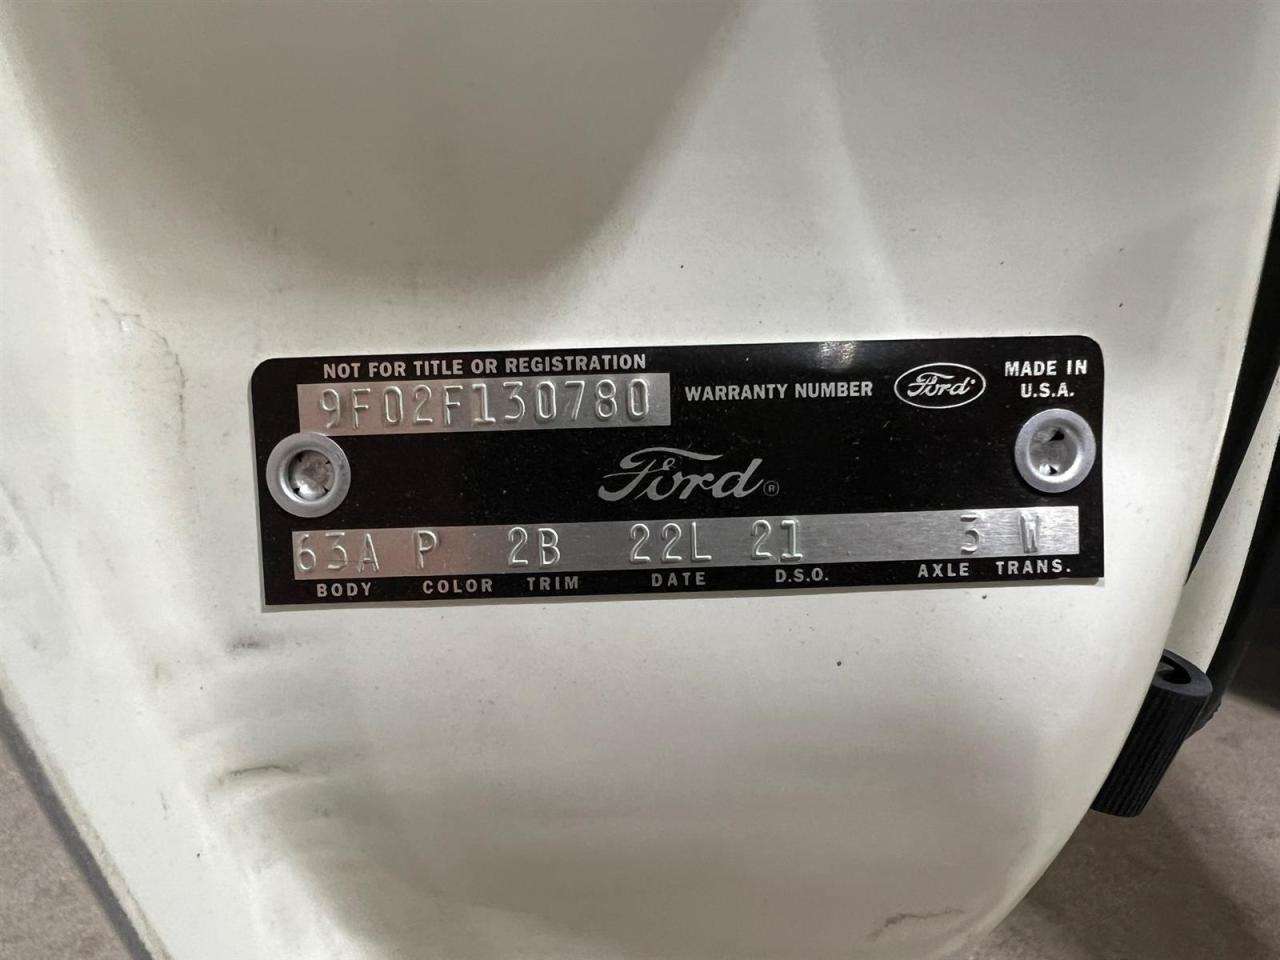 NOT FOR TITLE OR REGISTRATION
9F02F130780
WARRANTY NUMBER
Ford
MADE IN
U.S.A.
Ford®
63A P 2B 22L 21 3 W
BODY COLOR TRIM DATE D.S.O. AXLE TRANS.